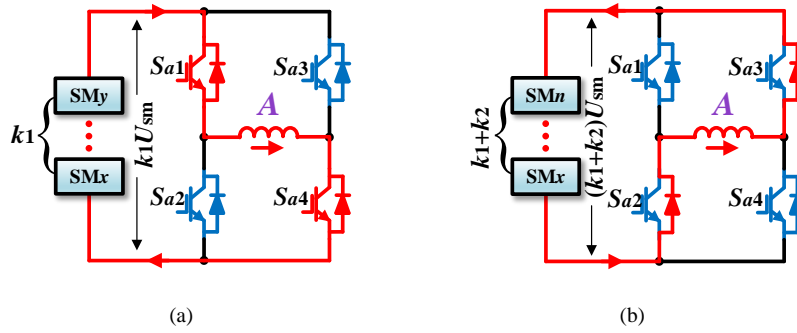 Sa1
Sa3
SMy
A
k1
k1Usm
SMx
Sa2
Sa4
(a)
Sa1
Sa3
SMn
A
k1+k2
(k1+k2)Usm
SMx
Sa2
Sa4
(b)